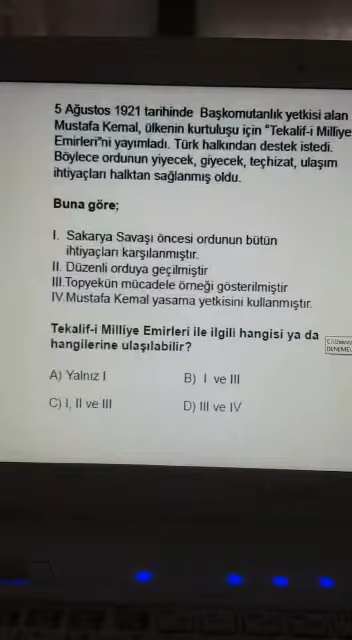 5 Ağustos 1921 tarihinde Başkomutanlık yetkisi alan
Mustafa Kemal, ülkenin kurtuluşu için "Tekalif-i Milliye
Emirleri"ni yayımladı. Türk halkından destek istedi.
Böylece ordunun yiyecek, giyecek, teçhizat, ulaşım
ihtiyaçları halktan sağlanmış oldu.
Buna göre;
I. Sakarya Savaşı öncesi ordunun bütün
ihtiyaçları karşılanmıştır.
II. Düzenli orduya geçilmiştir
III.Topyekün mücadele örneği gösterilmiştir
IV.Mustafa Kemal yasama yetkisini kullanmıştır.
Tekalif-i Milliye Emirleri ile ilgili hangisi ya da
hangilerine ulaşılabilir?
A) Yalnız I
B) I ve III
C) I, II ve III
D) III ve IV